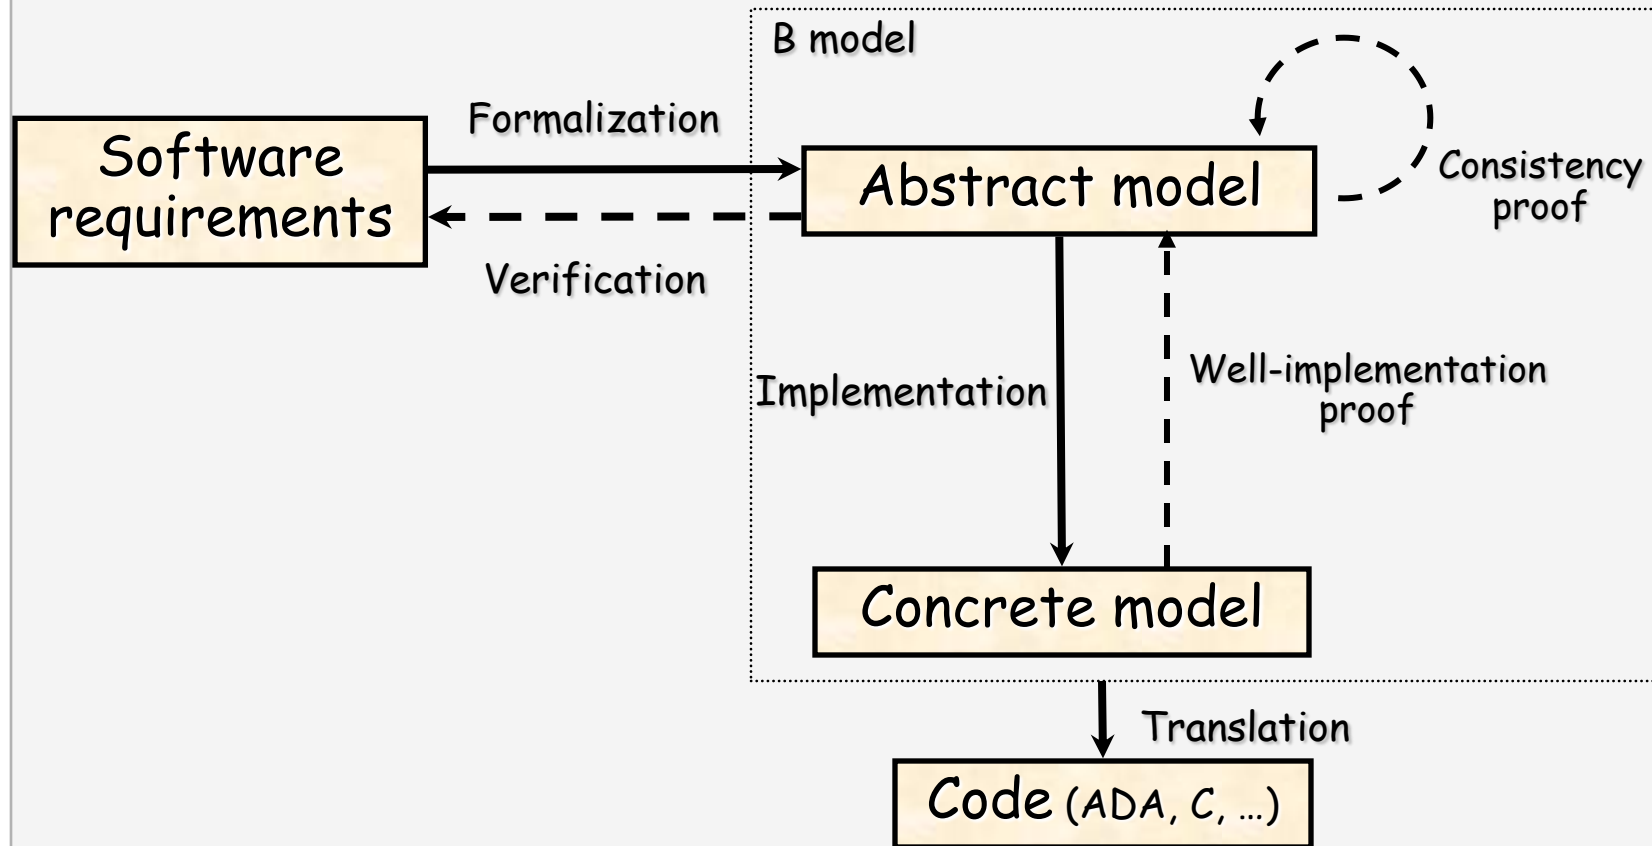 B model
Formalization
Software
requirements
Abstract model
Consistency
proof
Verification
Implementation
Well-implementation
proof
Concrete model
Translation
Code (ADA, C, ...)